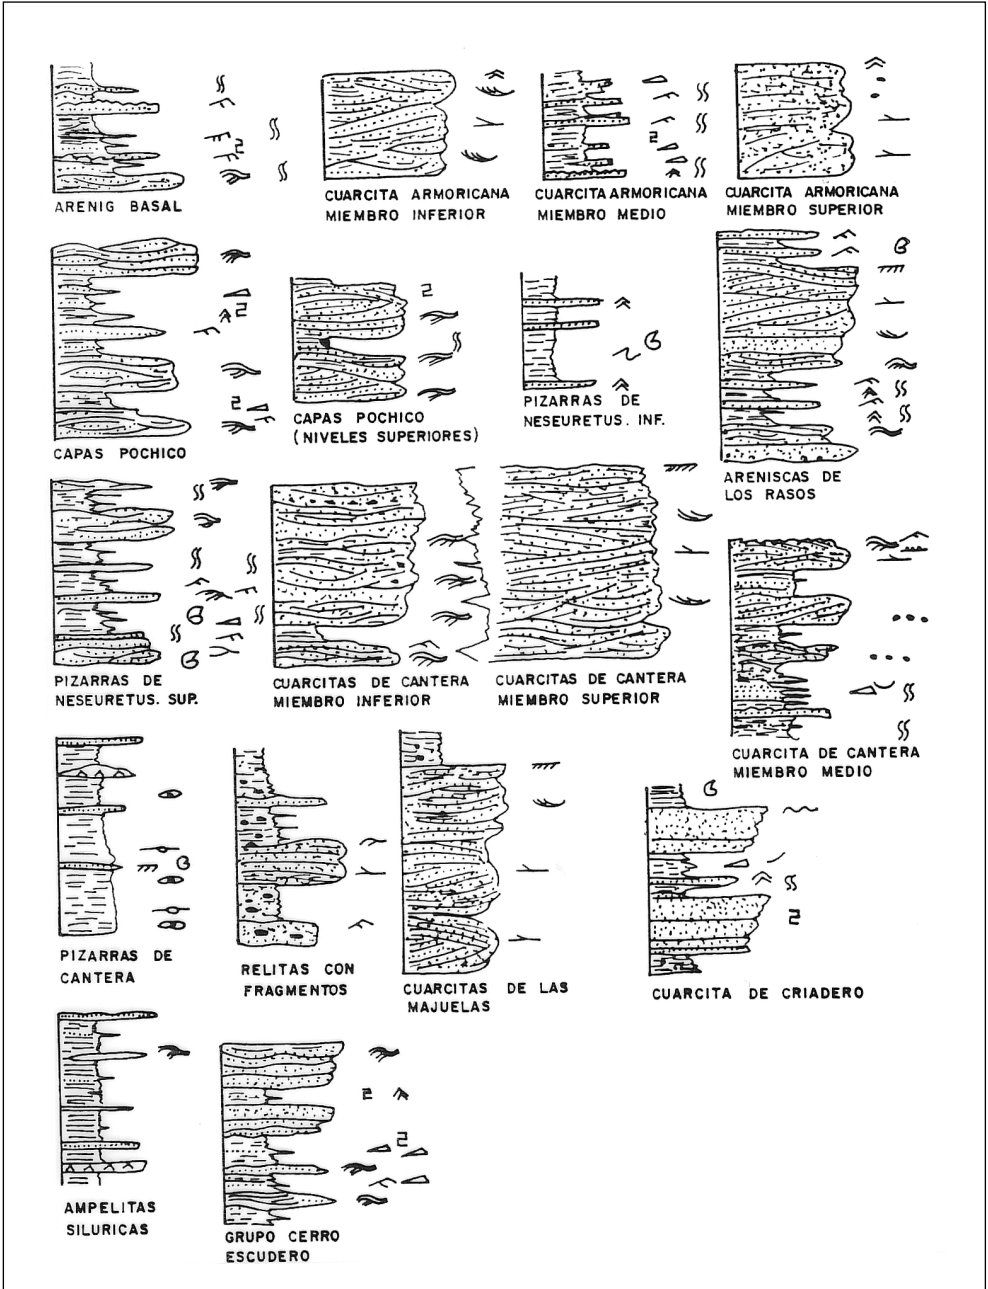 ARENIG BASAL
CUARCITA ARMORICANA
MIEMBRO INFERIOR
CUARCITA ARMORICANA
MIEMBRO MEDIO
CUARCITA ARMORICANA
MIEMBRO SUPERIOR
CAPAS POCHICO
CAPAS POCHICO
(NIVELES SUPERIORES)
PIZARRAS DE
NESEURETUS. INF.
ARENISCAS DE
LOS RASOS
PIZARRAS DE
NESEURETUS. SUP.
CUARCITAS DE CANTERA
MIEMBRO INFERIOR
CUARCITAS DE CANTERA
MIEMBRO SUPERIOR
CUARCITA DE CANTERA
MIEMBRO MEDIO
PIZARRAS DE
CANTERA
RELITAS CON
FRAGMENTOS
CUARCITAS DE LAS
MAJUELAS
CUARCITA DE CRIADERO
AMPELITAS
SILURICAS
GRUPO CERRO
ESCUDERO